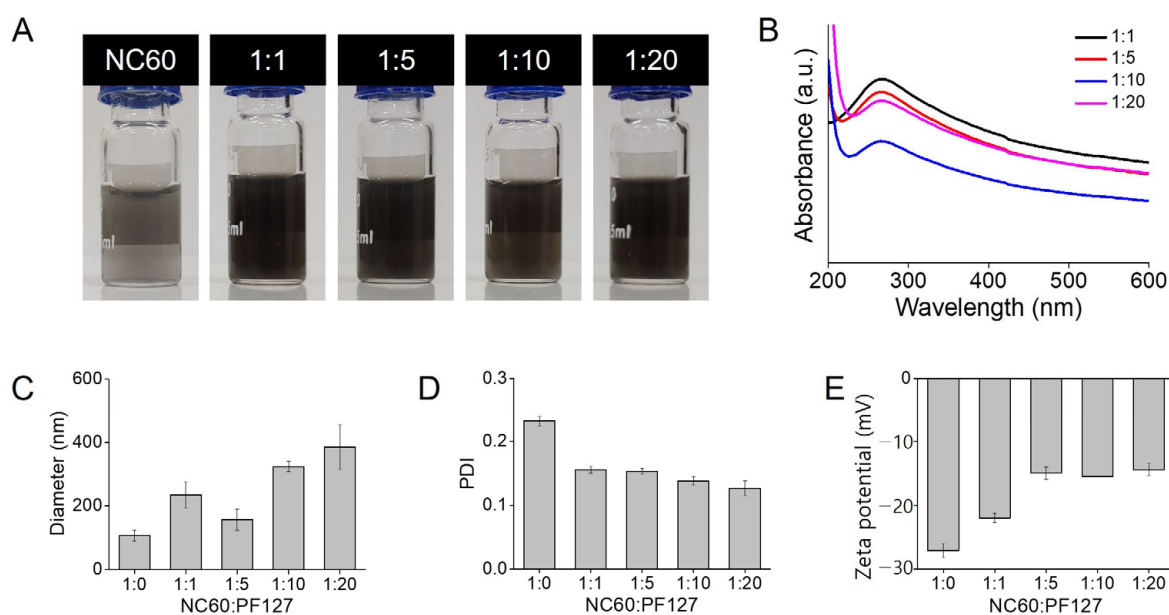 A
NC60 1:1 1:5 1:10 1:20
5ml
5ml
5ml
5ml
5ml
B
Absorbance (a.u.)
1:1
1:5
1:10
1:20
200 300 400 500 600
Wavelength (nm)
C
Diameter (nm)
600
400
200
0
1:0 1:1 1:5 1:10 1:20
NC60:PF127
D
PDI
0.3
0.2
0.1
0.0
1:0 1:1 1:5 1:10 1:20
NC60:PF127
E
Zeta potential (mV)
0
−10
−20
−30
1:0 1:1 1:5 1:10 1:20
NC60:PF127